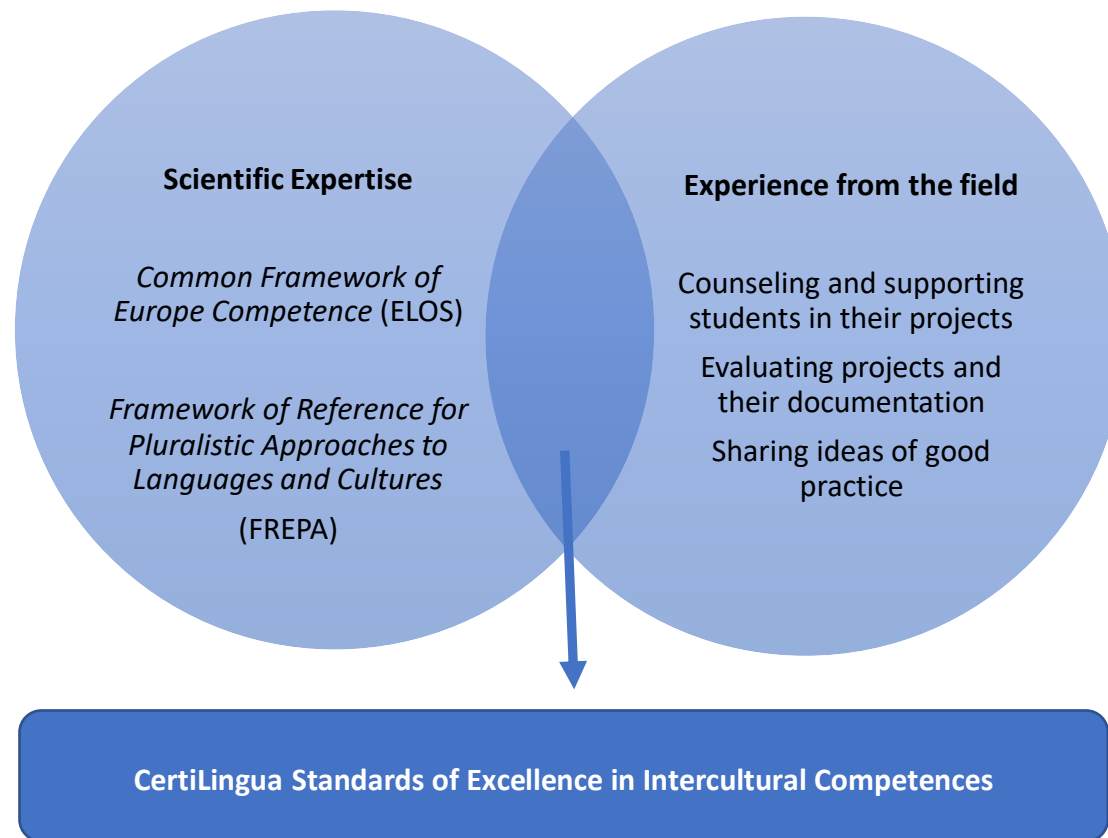 Scientific Expertise
Common Framework of
Europe Competence (ELOS)
Framework of Reference for
Pluralistic Approaches to
Languages and Cultures
(FREPA)
Experience from the field
Counseling and supporting
students in their projects
Evaluating projects and
their documentation
Sharing ideas of good
practice
CertiLingua Standards of Excellence in Intercultural Competences